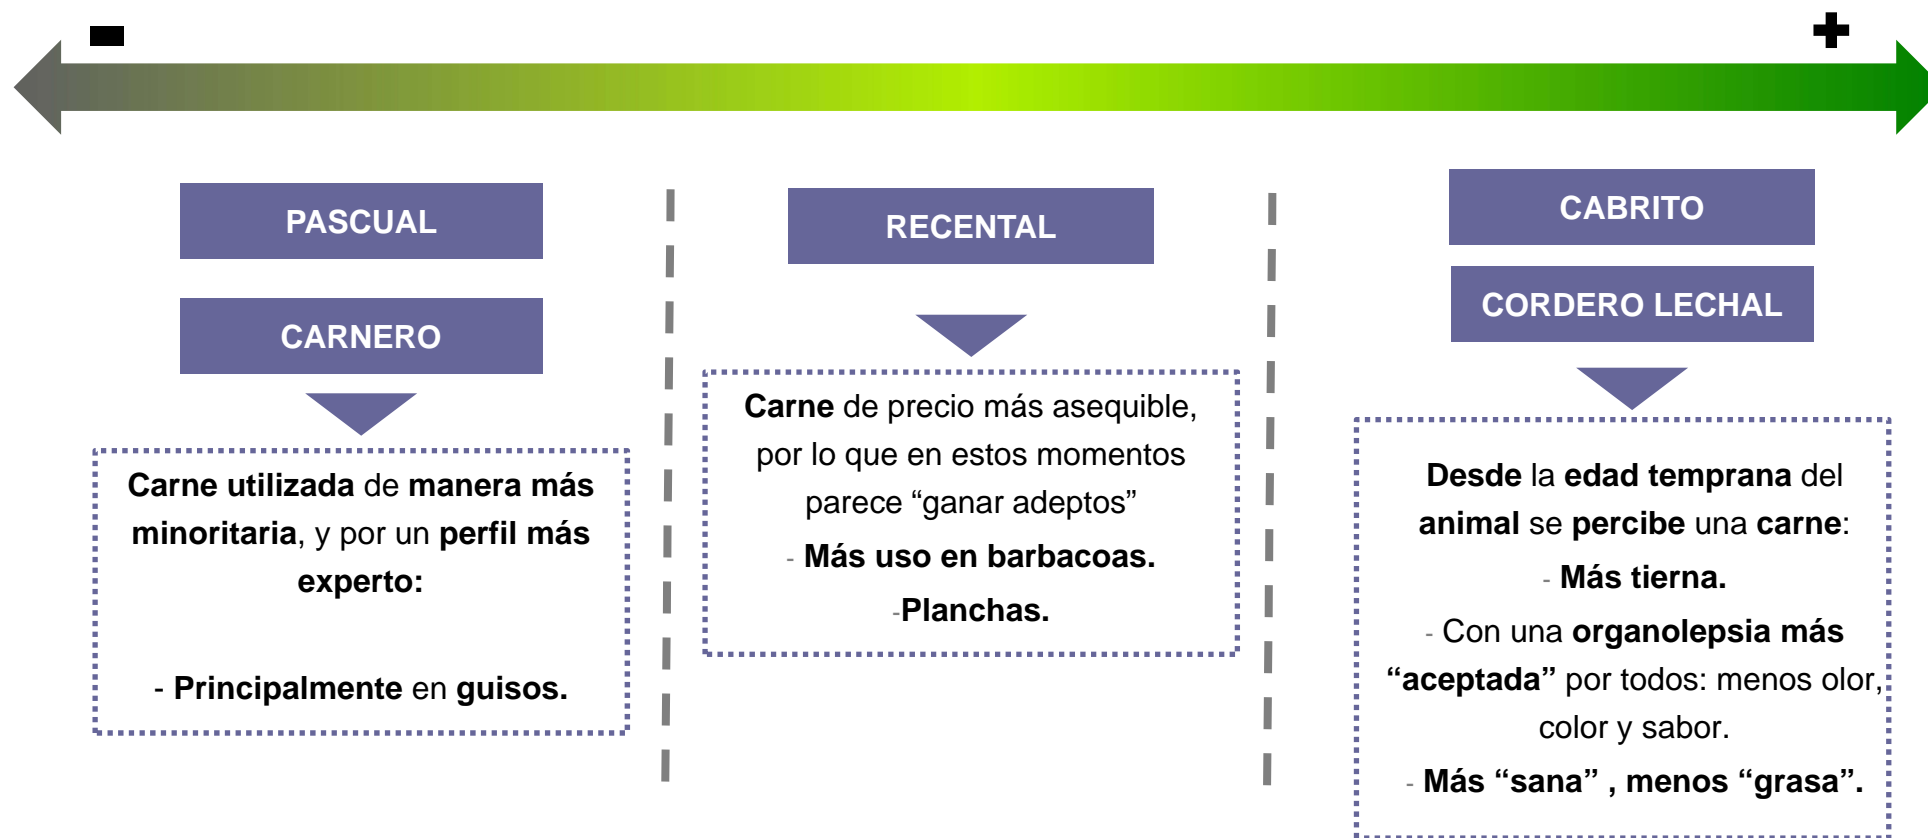 PASCUAL
CARNERO
Carne utilizada de manera más
minoritaria, y por un perfil más
experto:
- Principalmente en guisos.
RECENTAL
Carne de precio más asequible,
por lo que en estos momentos
parece “ganar adeptos”
- Más uso en barbacoas.
-Planchas.
CABRITO
CORDERO LECHAL
Desde la edad temprana del
animal se percibe una carne:
- Más tierna.
- Con una organolepsia más
“aceptada” por todos: menos olor,
color y sabor.
- Más “sana” , menos “grasa”.